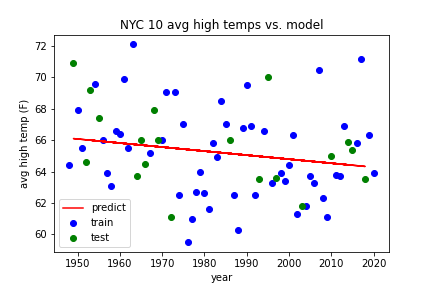 NYC 10 avg high temps vs. model
72
70
68
66
64
62
60
avg high temp (F)
predict
train
test
1950
1960
1970
1980
1990
2000
2010
2020
year